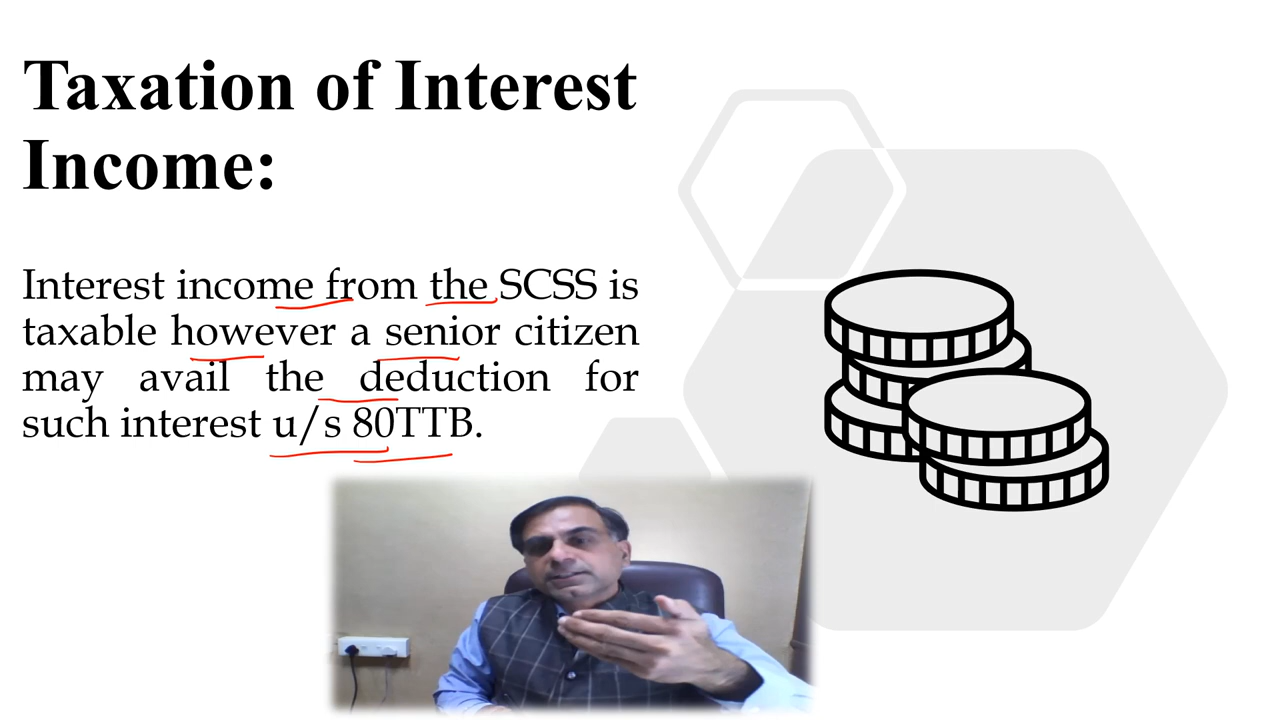 Taxation of Interest
Income:
Interest income from the SCSS is
taxable however a senior citizen
may avail the deduction for
such interest u/s 80TTB.